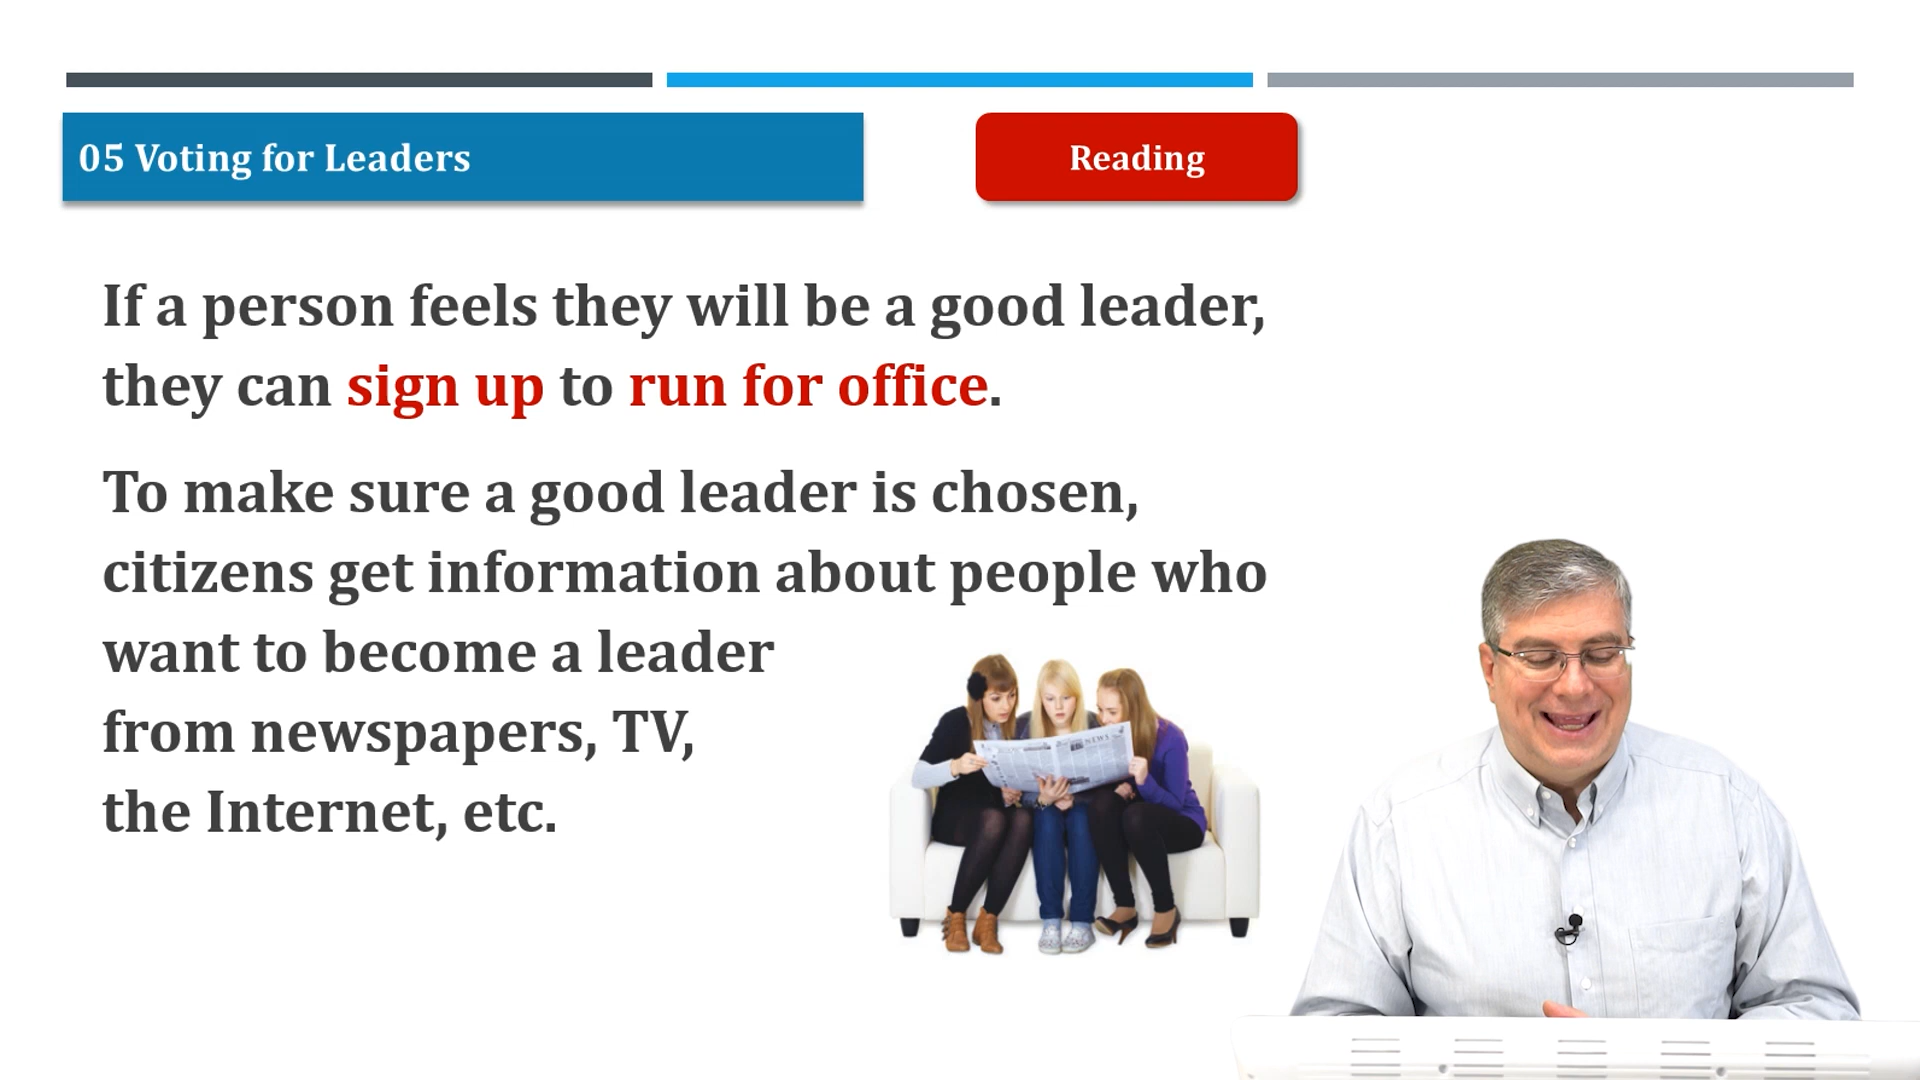 05 Voting for Leaders
Reading
If a person feels they will be a good leader,
they can sign up to run for office.
To make sure a good leader is chosen,
citizens get information about people who
want to become a leader
from newspapers, TV,
the Internet, etc.
NEWS